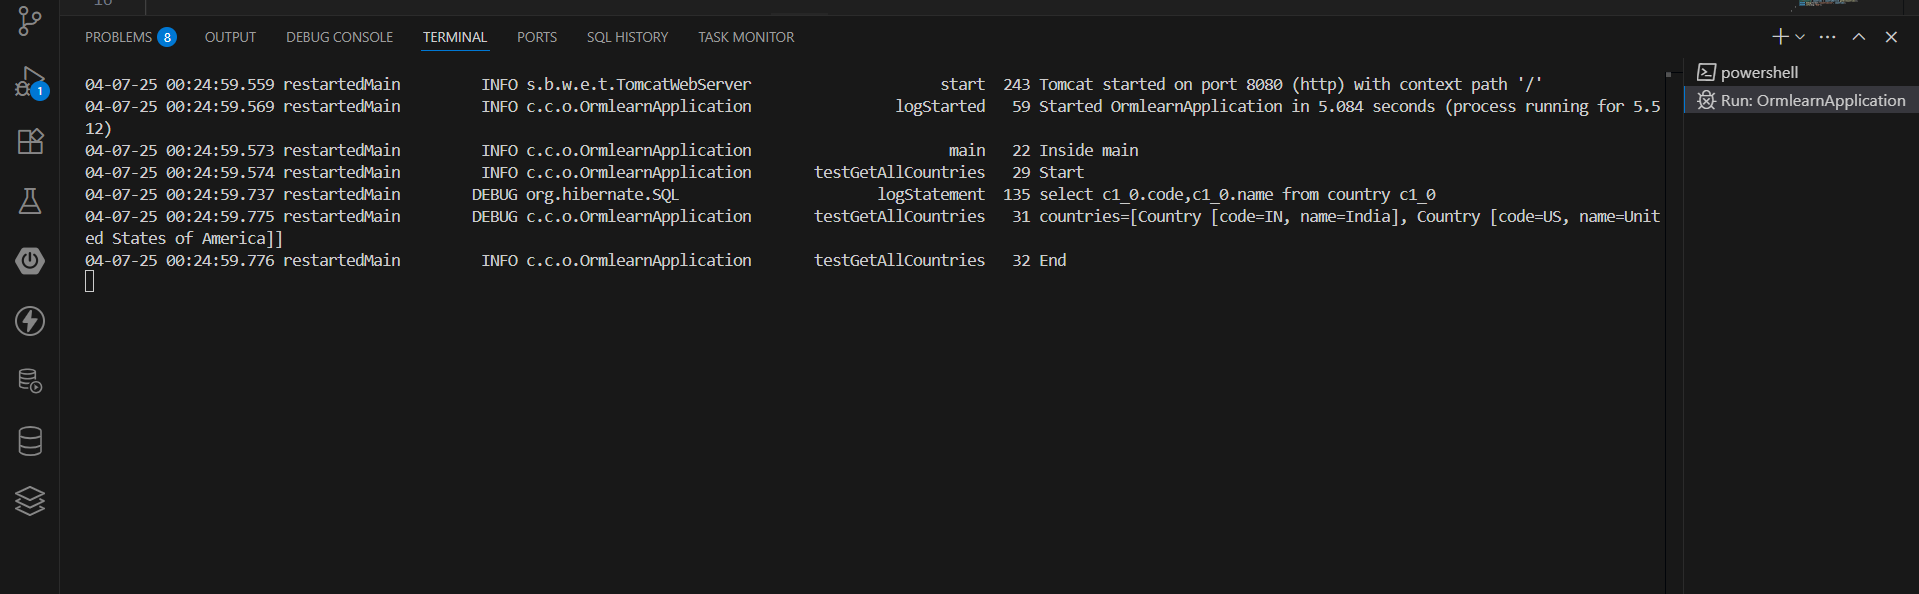 PROBLEMS 8 OUTPUT DEBUG CONSOLE TERMINAL PORTS SQL HISTORY TASK MONITOR
04-07-25 00:24:59.559 restartedMain INFO s.b.w.e.t.TomcatWebServer start 243 Tomcat started on port 8080 (http) with context path '/'
04-07-25 00:24:59.569 restartedMain INFO c.c.o.OrmlearnApplication logStarted 59 Started OrmlearnApplication in 5.084 seconds (process running for 5.5
12)
04-07-25 00:24:59.573 restartedMain INFO c.c.o.OrmlearnApplication main 22 Inside main
04-07-25 00:24:59.574 restartedMain INFO c.c.o.OrmlearnApplication testGetAllCountries 29 Start
04-07-25 00:24:59.737 restartedMain DEBUG org.hibernate.SQL logStatement 135 select c1_0.code,c1_0.name from country c1_0
04-07-25 00:24:59.775 restartedMain DEBUG c.c.o.OrmlearnApplication testGetAllCountries 31 countries=[Country [code=IN, name=India], Country [code=US, name=Unit
ed States of America]]
04-07-25 00:24:59.776 restartedMain INFO c.c.o.OrmlearnApplication testGetAllCountries 32 End
powershell
Run: OrmlearnApplication
1